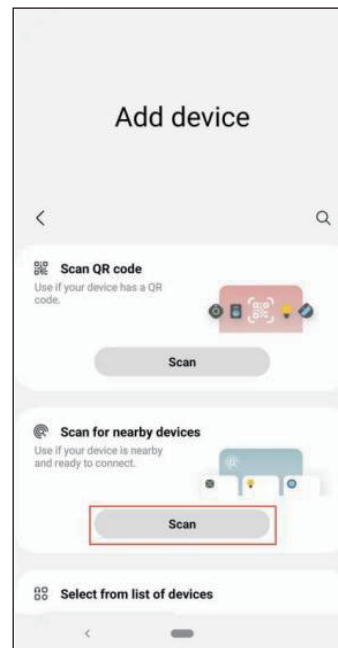 Add device
Scan QR code
Use if your device has a QR
code.
Scan
Scan for nearby devices
Use if your device is nearby
and ready to connect.
Scan
Select from list of devices